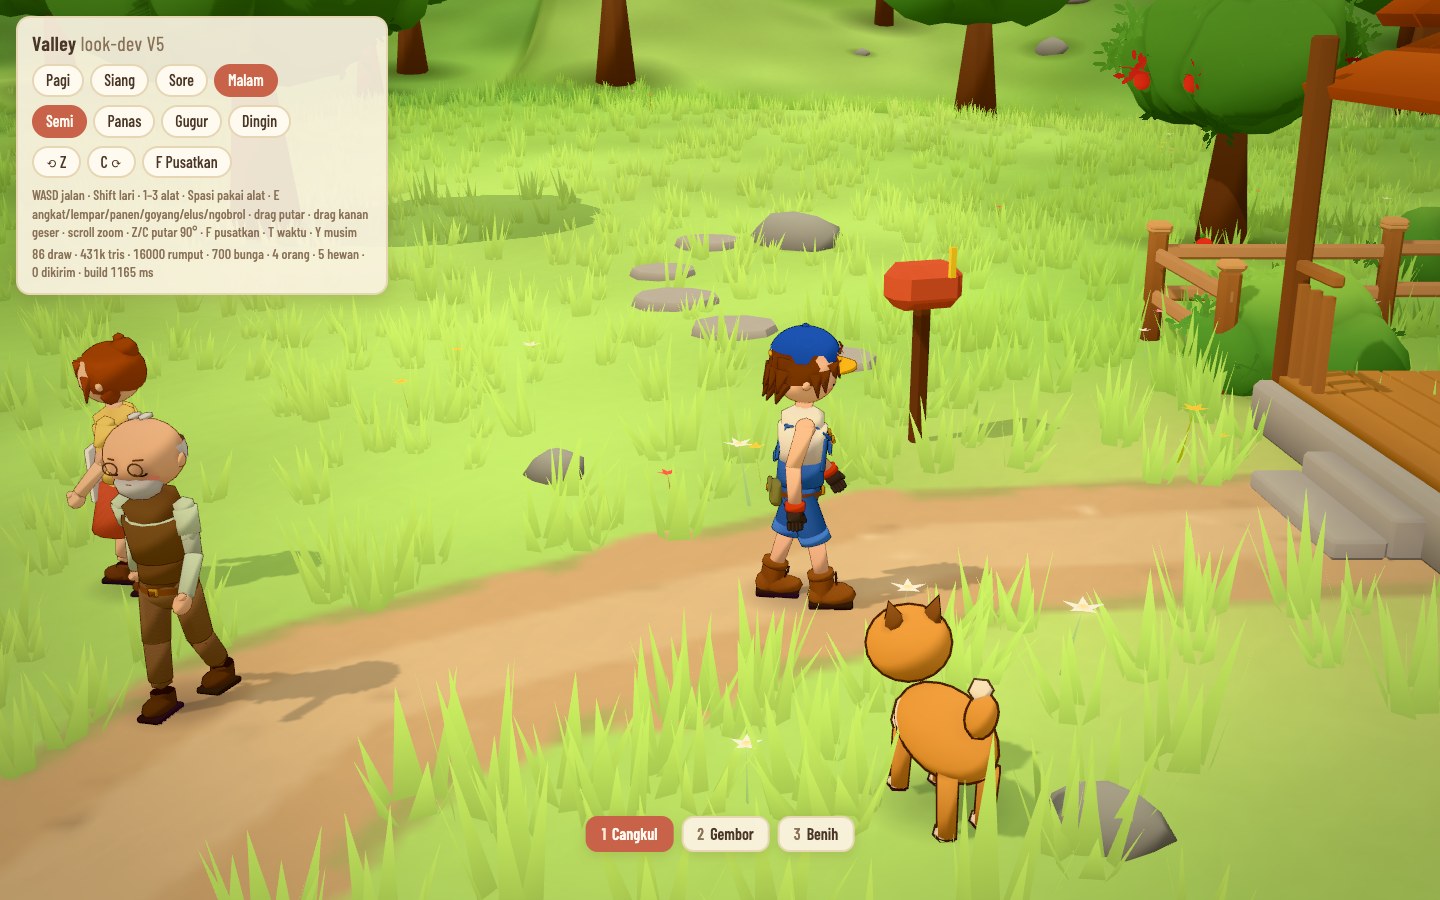 Valley look-dev V5
Pagi Siang Sore Malam
Semi Panas Gugur Dingin
⟲ Z C ⟳ F Pusatkan
WASD jalan · Shift lari · 1–3 alat · Spasi pakai alat · E
angkat/lempar/panen/goyang/elus/ngobrol · drag putar · drag kanan
geser · scroll zoom · Z/C putar 90° · F pusatkan · T waktu · Y musim
86 draw · 431k tris · 16000 rumput · 700 bunga · 4 orang · 5 hewan ·
0 dikirim · build 1165 ms
1 Cangkul 2 Gembor 3 Benih